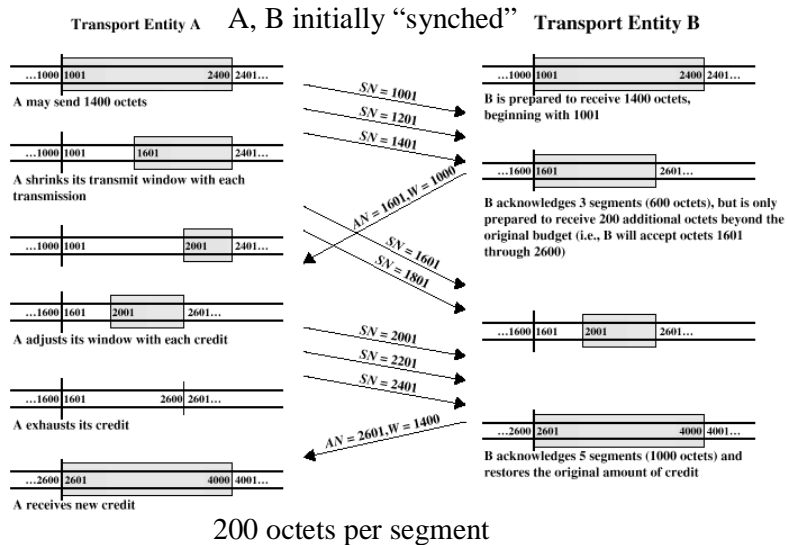 A, B initially “synched”
Transport Entity A
Transport Entity B
...1000 1001 2400 2401...
A may send 1400 octets
...1000 1001 1601 2401...
A shrinks its transmit window with each
transmission
...1000 1001 2001 2401...
...1600 1601 2001 2601...
A adjusts its window with each credit
...1600 1601 2600 2601...
A exhausts its credit
...2600 2601 4000 4001...
A receives new credit
SN = 1001
SN = 1201
SN = 1401
AN = 1601,W = 1000
SN = 1601
SN = 1801
SN = 2001
SN = 2201
SN = 2401
AN = 2601,W = 1400
...1000 1001 2400 2401...
B is prepared to receive 1400 octets,
beginning with 1001
...1600 1601 2601...
B acknowledges 3 segments (600 octets), but is only
prepared to receive 200 additional octets beyond the
original budget (i.e., B will accept octets 1601
through 2600)
...1600 1601 2001 2601...
...2600 2601 4000 4001...
B acknowledges 5 segments (1000 octets) and
restores the original amount of credit
200 octets per segment